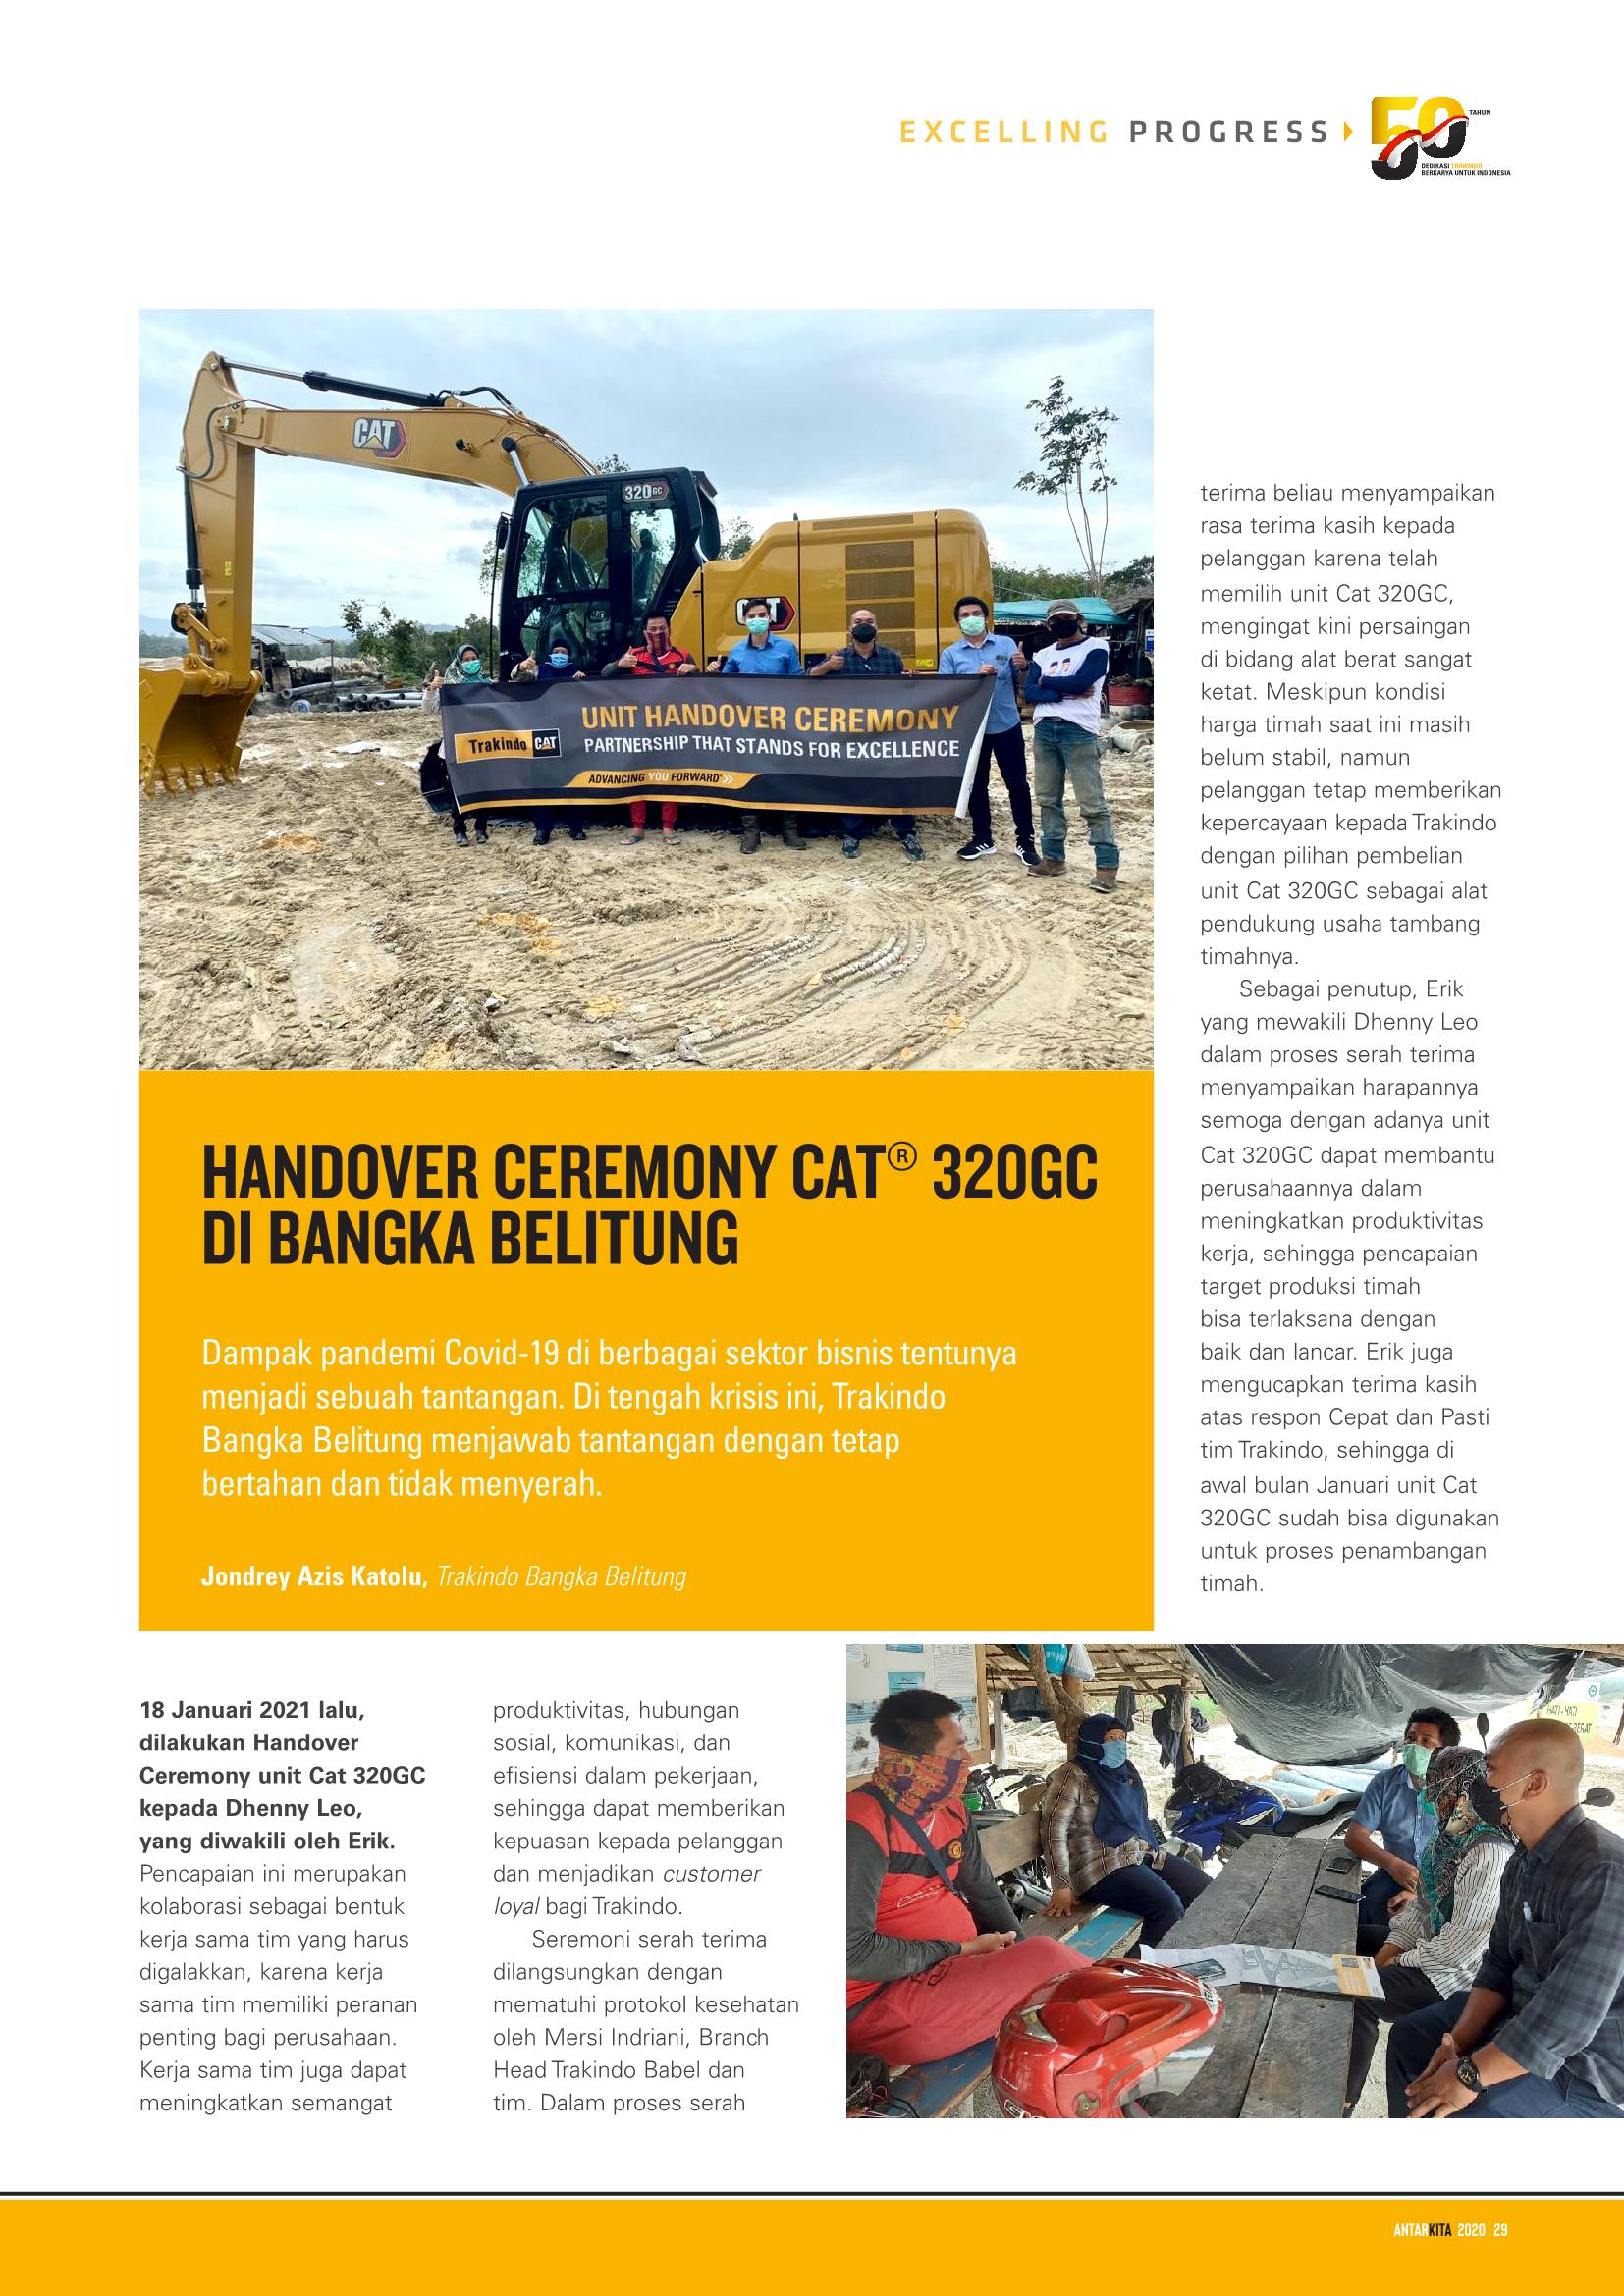 EXCELLING PROGRESS
50
TAHUN
DEDIKASI TRAKINDO
BERKARYA UNTUK INDONESIA
CAT
320 GC
UNIT HANDOVER CEREMONY
Trakindo CAT
PARTNERSHIP THAT STANDS FOR EXCELLENCE
ADVANCING YOU FORWARD
HANDOVER CEREMONY CAT® 320GC
DI BANGKA BELITUNG
Dampak pandemi Covid-19 di berbagai sektor bisnis tentunya
menjadi sebuah tantangan. Di tengah krisis ini, Trakindo
Bangka Belitung menjawab tantangan dengan tetap
bertahan dan tidak menyerah.
Jondrey Azis Katolu, Trakindo Bangka Belitung
18 Januari 2021 lalu,
dilakukan Handover
Ceremony unit Cat 320GC
kepada Dhenny Leo,
yang diwakili oleh Erik.
Pencapaian ini merupakan
kolaborasi sebagai bentuk
kerja sama tim yang harus
digalakkan, karena kerja
sama tim memiliki peranan
penting bagi perusahaan.
Kerja sama tim juga dapat
meningkatkan semangat
produktivitas, hubungan
sosial, komunikasi, dan
efisiensi dalam pekerjaan,
sehingga dapat memberikan
kepuasan kepada pelanggan
dan menjadikan customer
loyal bagi Trakindo.
Seremoni serah terima
dilangsungkan dengan
mematuhi protokol kesehatan
oleh Mersi Indriani, Branch
Head Trakindo Babel dan
tim. Dalam proses serah
terima beliau menyampaikan
rasa terima kasih kepada
pelanggan karena telah
memilih unit Cat 320GC,
mengingat kini persaingan
di bidang alat berat sangat
ketat. Meskipun kondisi
harga timah saat ini masih
belum stabil, namun
pelanggan tetap memberikan
kepercayaan kepada Trakindo
dengan pilihan pembelian
unit Cat 320GC sebagai alat
pendukung usaha tambang
timahnya.
Sebagai penutup, Erik
yang mewakili Dhenny Leo
dalam proses serah terima
menyampaikan harapannya
semoga dengan adanya unit
Cat 320GC dapat membantu
perusahaannya dalam
meningkatkan produktivitas
kerja, sehingga pencapaian
target produksi timah
bisa terlaksana dengan
baik dan lancar. Erik juga
mengucapkan terima kasih
atas respon Cepat dan Pasti
tim Trakindo, sehingga di
awal bulan Januari unit Cat
320GC sudah bisa digunakan
untuk proses penambangan
timah.
HATI-HATI
ANTARKITA 2020 29